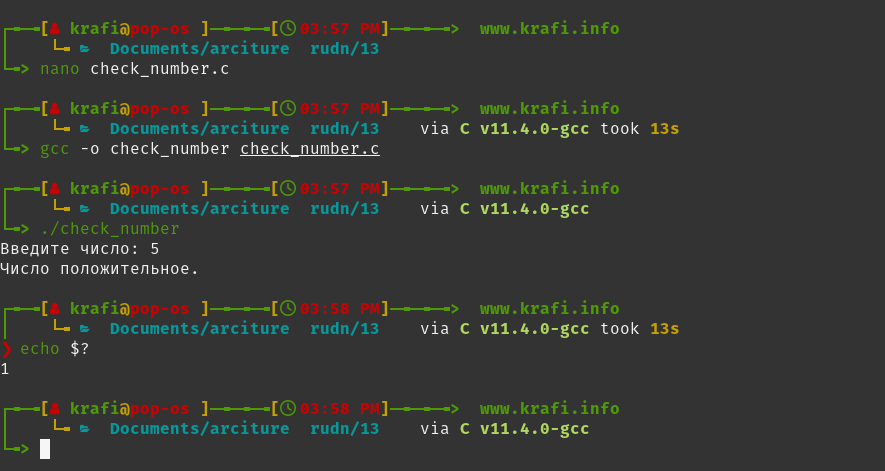 [ krafi@pop-os ] [ 03:57 PM] > www.krafi.info
Documents/arciture rudn/13
> nano check_number.c
[ krafi@pop-os ] [ 03:57 PM] > www.krafi.info
Documents/arciture rudn/13 via C v11.4.0-gcc took 13s
> gcc -o check_number check_number.c
[ krafi@pop-os ] [ 03:57 PM] > www.krafi.info
Documents/arciture rudn/13 via C v11.4.0-gcc
> ./check_number
Введите число: 5
Число положительное.
[ krafi@pop-os ] [ 03:58 PM] > www.krafi.info
Documents/arciture rudn/13 via C v11.4.0-gcc took 13s
❯ echo $?
1
[ krafi@pop-os ] [ 03:58 PM] > www.krafi.info
Documents/arciture rudn/13 via C v11.4.0-gcc
>